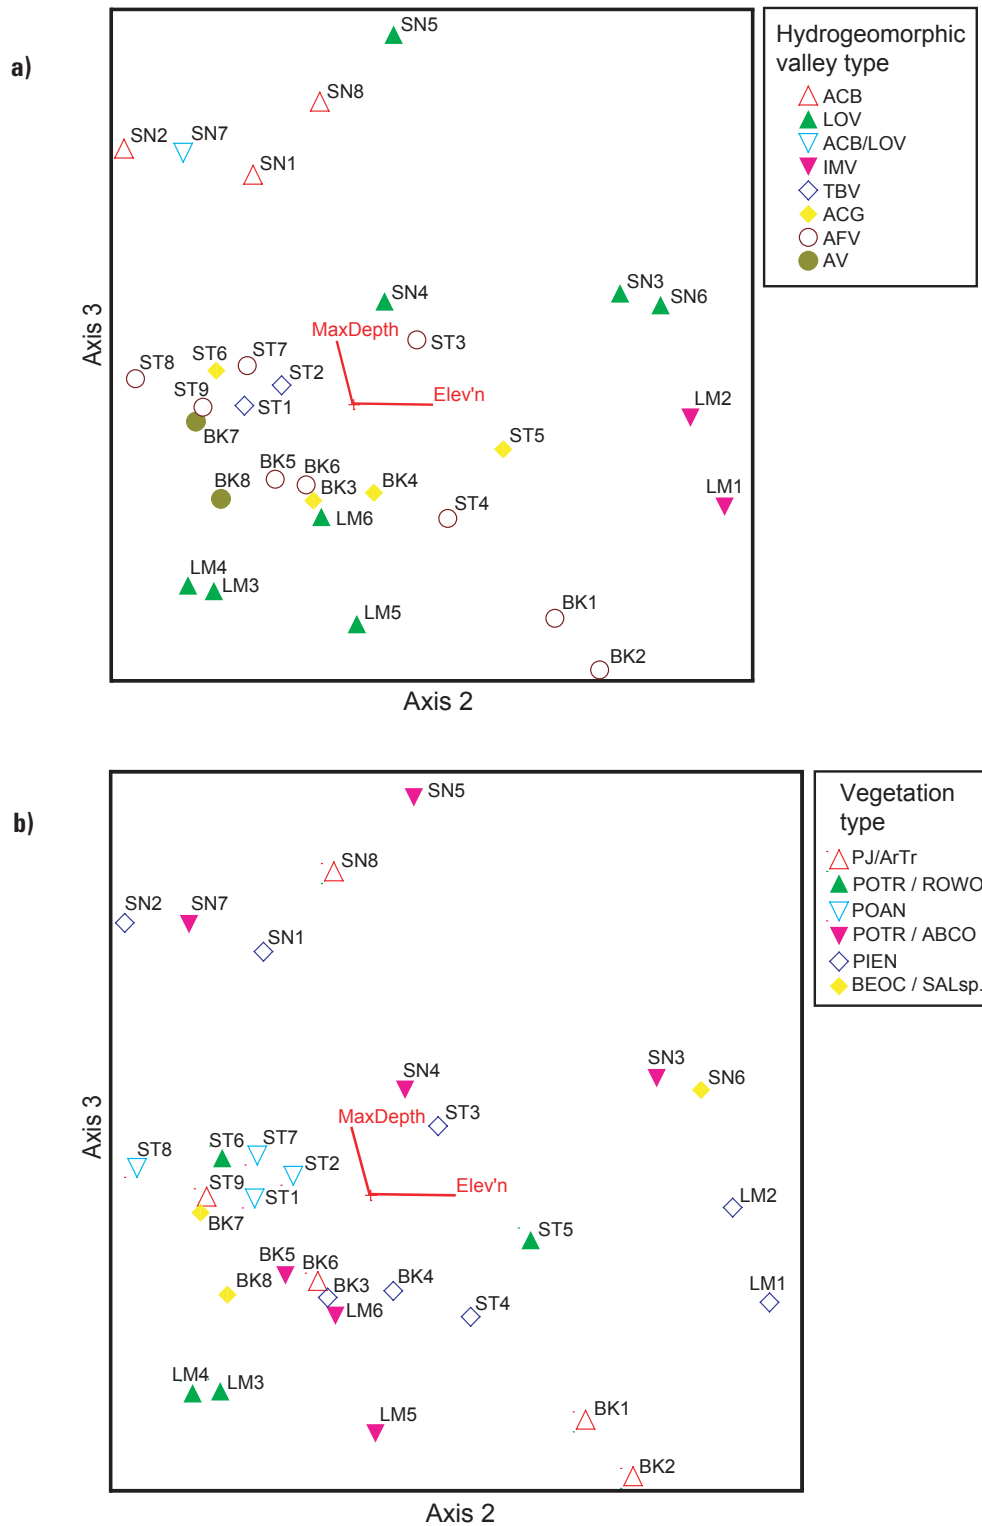 a)
SN5
SN8
SN2
SN7
SN1
SN4
SN3
SN6
MaxDepth
ST3
ST6
ST7
ST8
ST2
ST9
ST1
Elev'n
BK7
LM2
ST5
BK5
BK6
BK8
BK3
BK4
LM1
LM6
ST4
LM4
LM3
LM5
BK1
BK2
Axis 3
Axis 2
Hydrogeomorphic
valley type
ACB
LOV
ACB/LOV
IMV
TBV
ACG
AFV
AV
b)
SN5
SN8
SN2
SN7
SN1
SN4
SN3
SN6
MaxDepth
ST3
ST6
ST7
ST8
ST2
ST9
ST1
Elev'n
BK7
LM2
ST5
BK5
BK6
BK8
BK3
BK4
LM1
LM6
ST4
LM4
LM3
LM5
BK1
BK2
Axis 3
Axis 2
Vegetation
type
PJ/ArTr
POTR / ROWO
POAN
POTR / ABCO
PIEN
BEOC / SALsp.